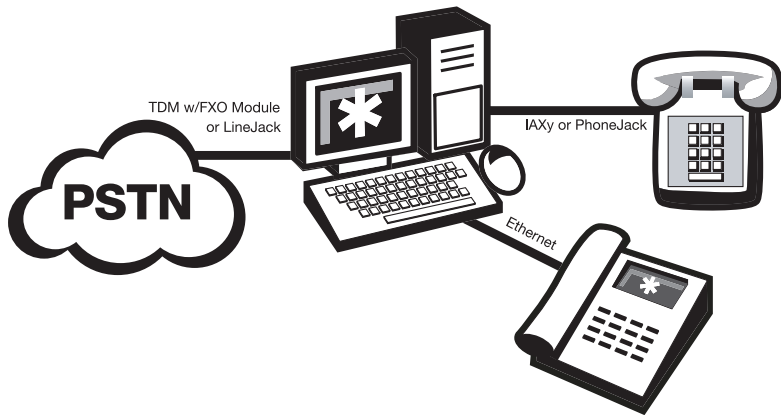 TDM w/FXO Module
or LineJack
PSTN
IAXy or PhoneJack
Ethernet